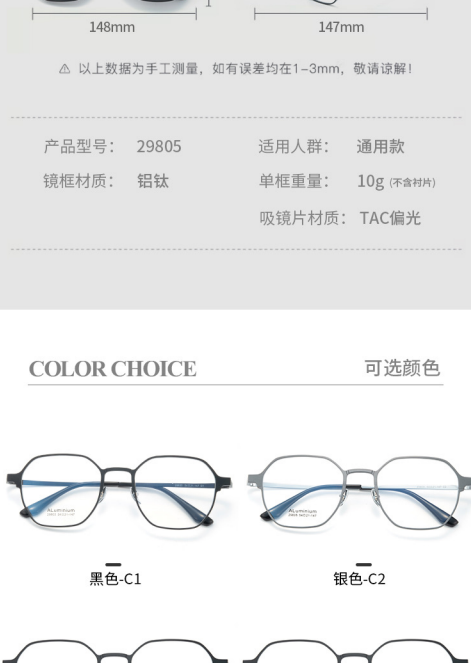 148mm
147mm
⚠ 以上数据为手工测量，如有误差均在1-3mm，敬请谅解！
产品型号： 29805
适用人群： 通用款
镜框材质： 铝钛
单框重量： 10g (不含衬片)
吸镜片材质： TAC偏光
COLOR CHOICE
可选颜色
ALuminium
ALuminium
黑色-C1
银色-C2